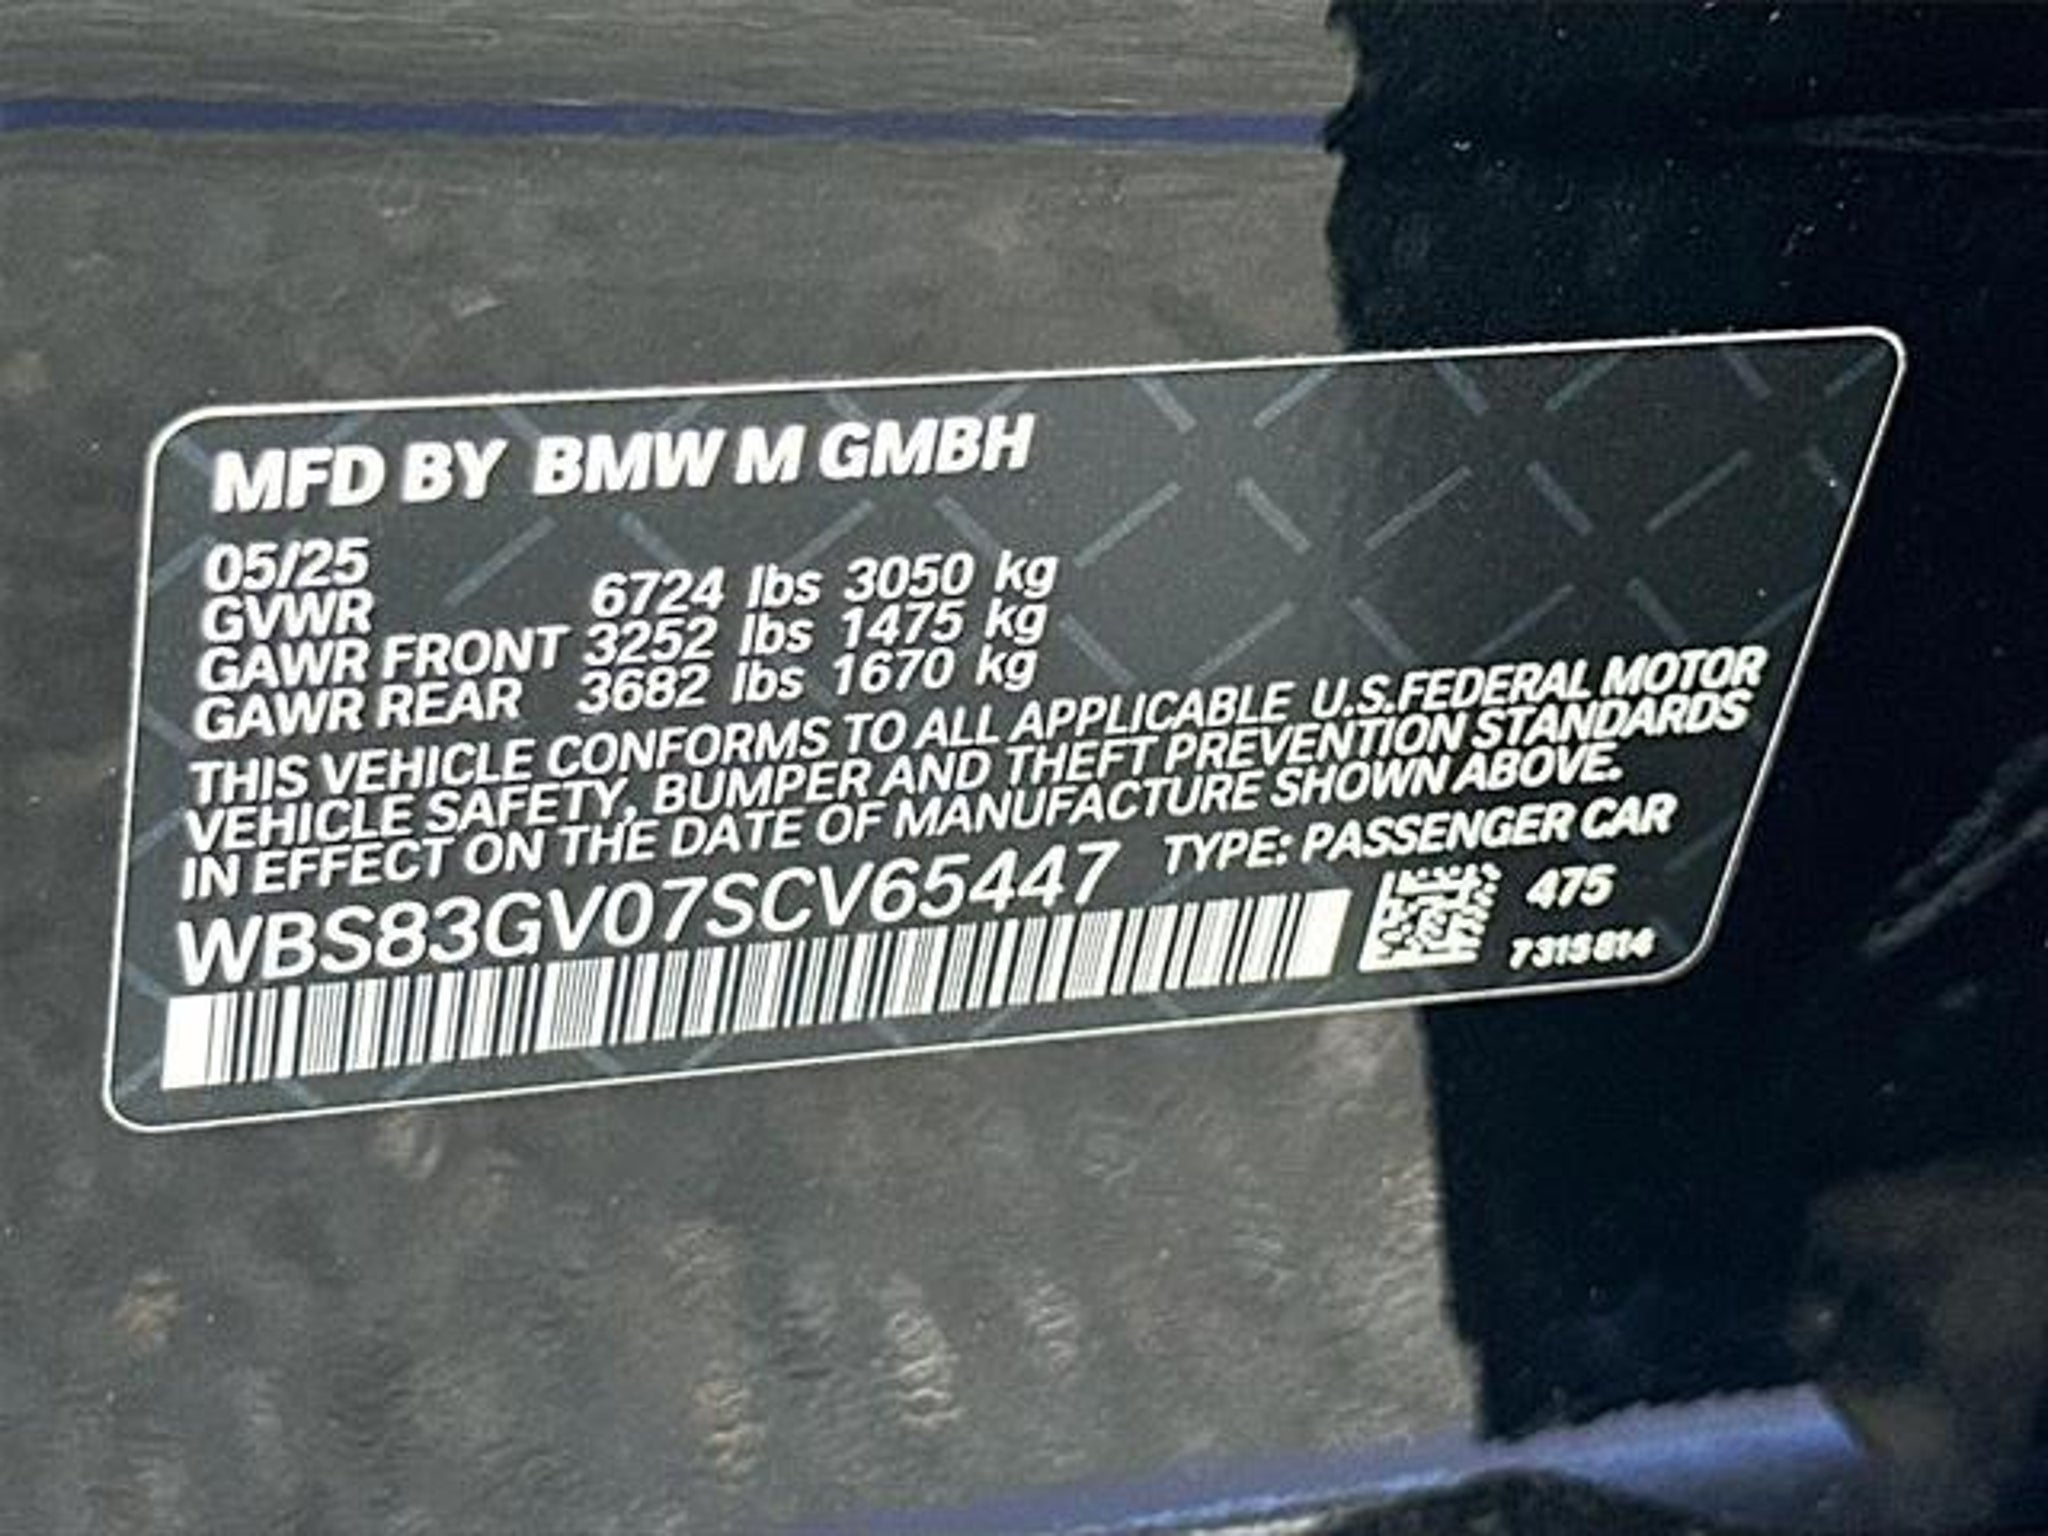 MFD BY BMW M GMBH
05/25
GVWR 6724 lbs 3050 kg
GAWR FRONT 3252 lbs 1475 kg
GAWR REAR 3682 lbs 1670 kg
THIS VEHICLE CONFORMS TO ALL APPLICABLE U.S.FEDERAL MOTOR
VEHICLE SAFETY, BUMPER AND THEFT PREVENTION STANDARDS
IN EFFECT ON THE DATE OF MANUFACTURE SHOWN ABOVE.
WBS83GV07SCV65447 TYPE: PASSENGER CAR
475
7315814